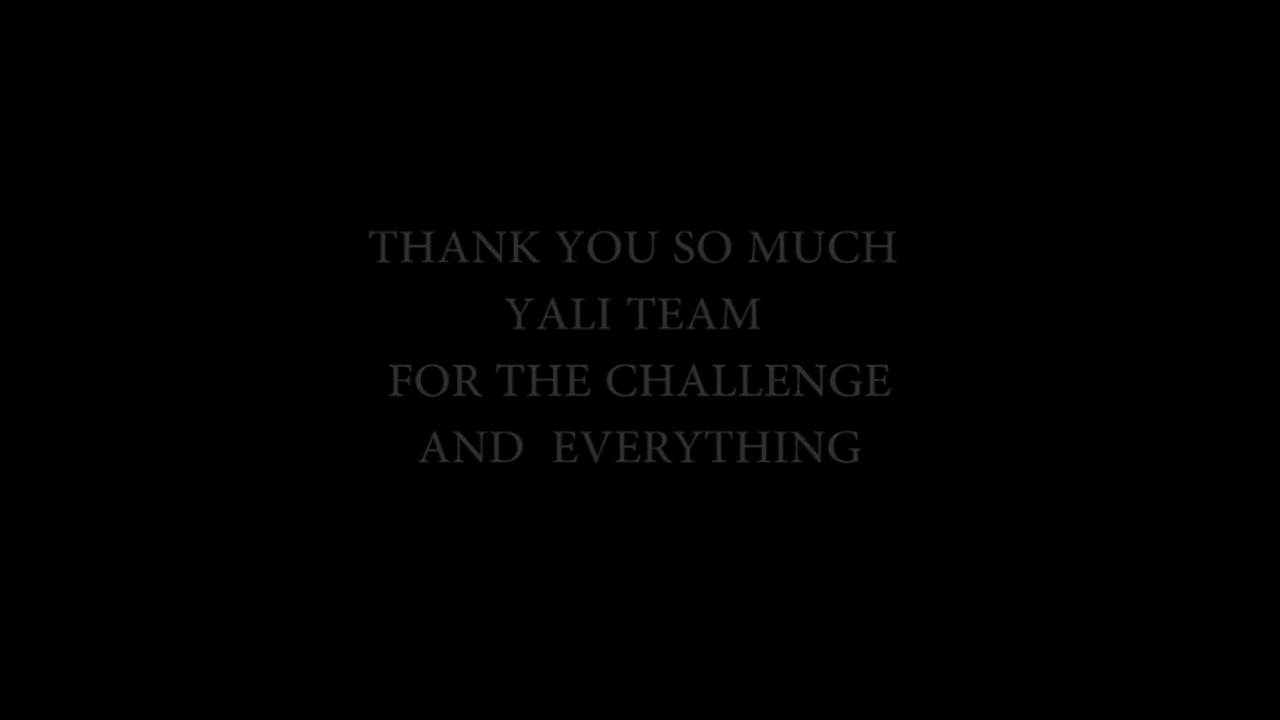 THANK YOU SO MUCH
YALI TEAM
FOR THE CHALLENGE
AND  EVERYTHING